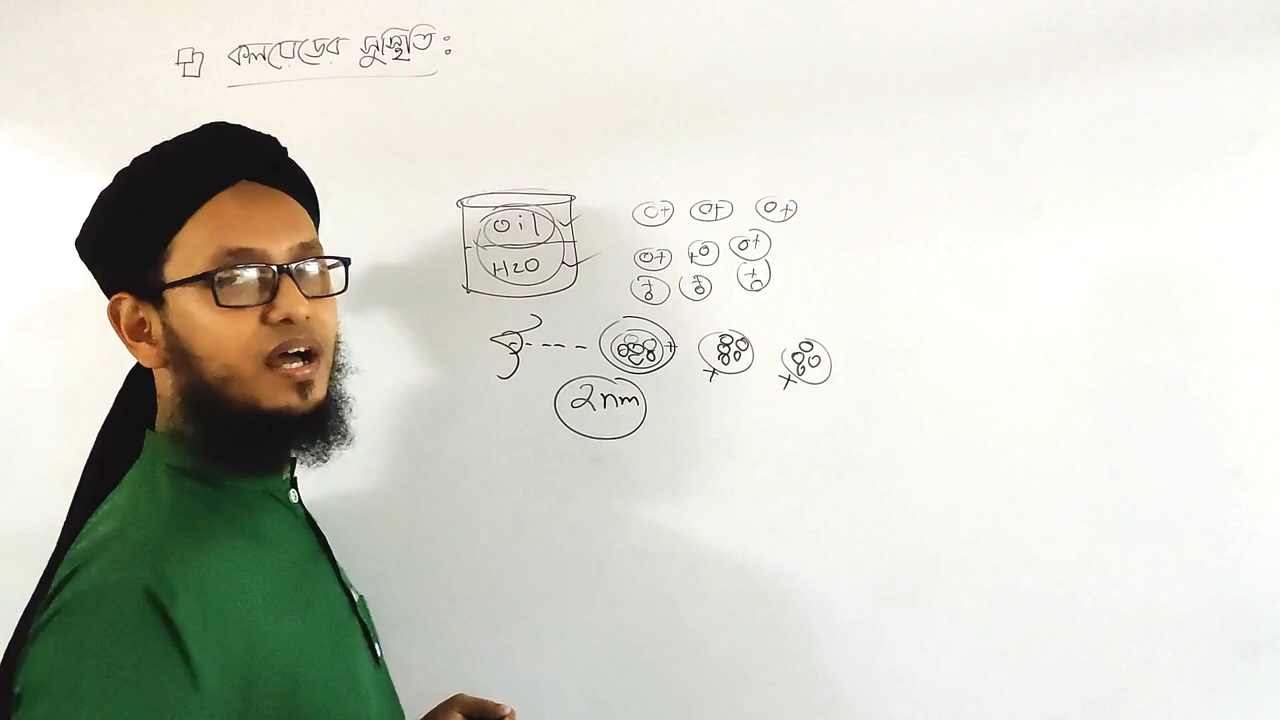 কলয়েডের সুস্থিতি:
Oil
H2O
O+ O+ O+
O+ +O O+
+O +O +O
+ + +
2nm